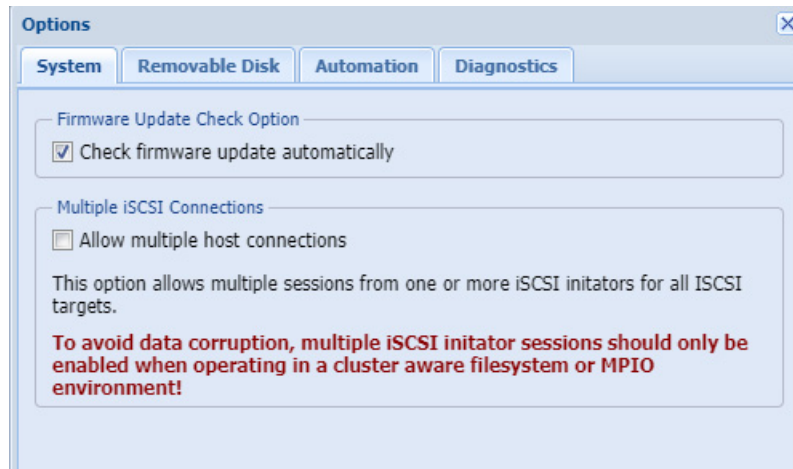 Options
System Removable Disk Automation Diagnostics
Firmware Update Check Option
Check firmware update automatically
Multiple iSCSI Connections
Allow multiple host connections
This option allows multiple sessions from one or more iSCSI initators for all ISCSI
targets.
To avoid data corruption, multiple iSCSI initator sessions should only be
enabled when operating in a cluster aware filesystem or MPIO
environment!